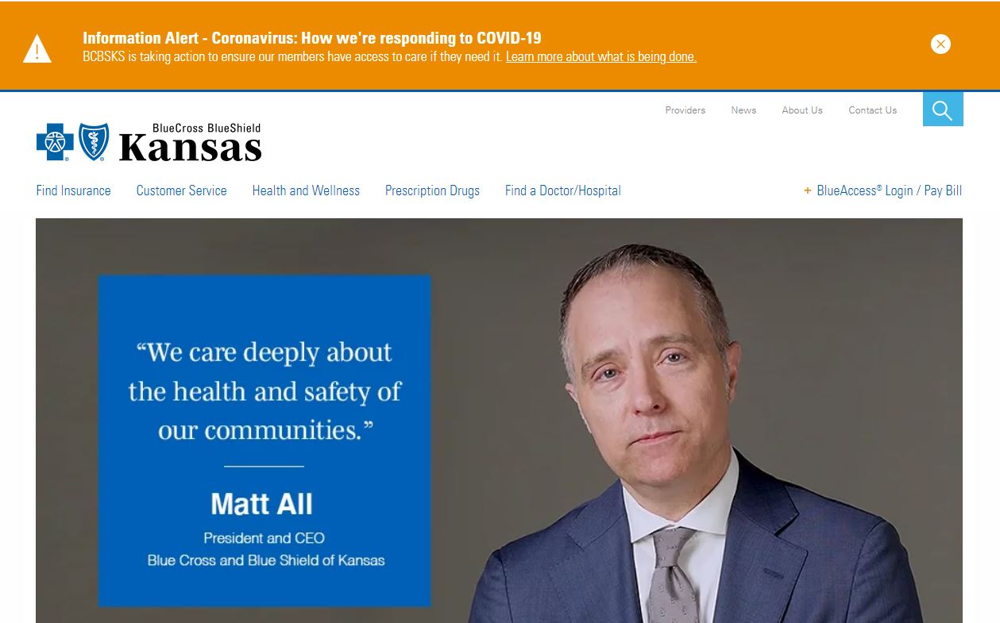 Information Alert - Coronavirus: How we're responding to COVID-19
BCBSKS is taking action to ensure our members have access to care if they need it. Learn more about what is being done.
Providers News About Us Contact Us
BlueCross BlueShield
Kansas
Find Insurance Customer Service Health and Wellness Prescription Drugs Find a Doctor/Hospital + BlueAccess® Login / Pay Bill
“We care deeply about
the health and safety of
our communities.”
Matt All
President and CEO
Blue Cross and Blue Shield of Kansas